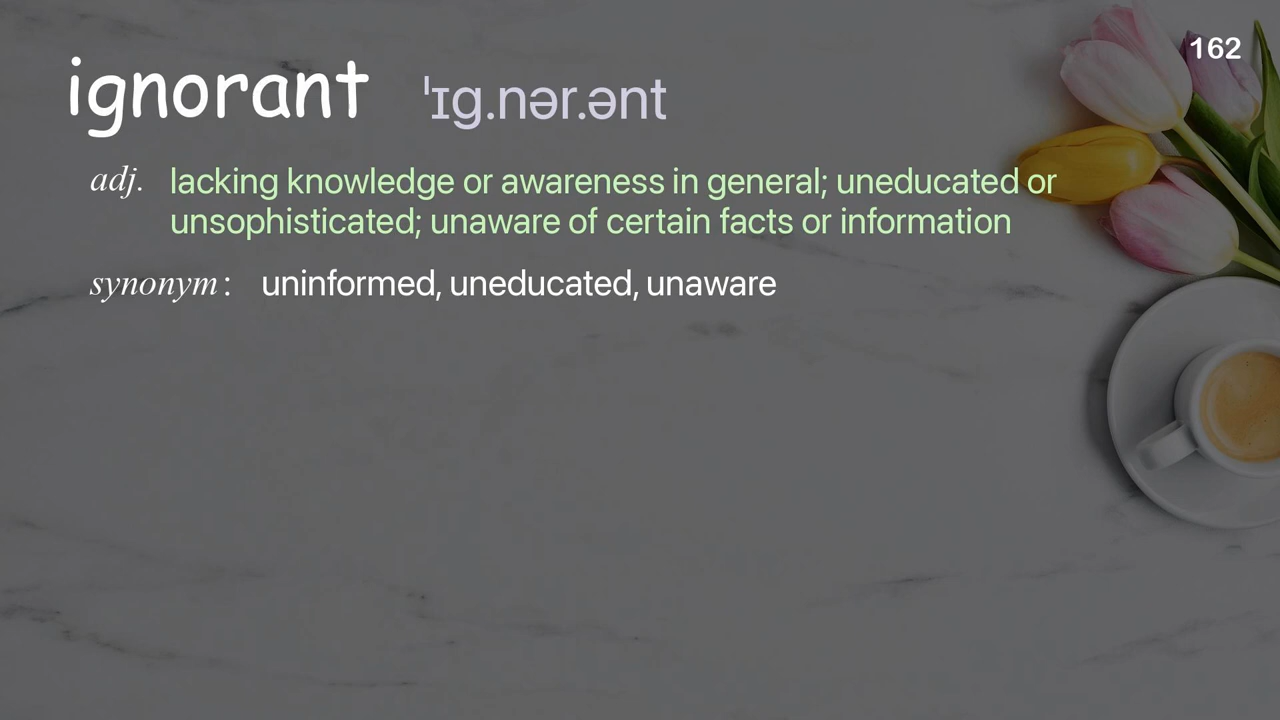 162
ignorant ˈɪɡ.nər.ənt
adj. lacking knowledge or awareness in general; uneducated or
unsophisticated; unaware of certain facts or information
synonym : uninformed, uneducated, unaware